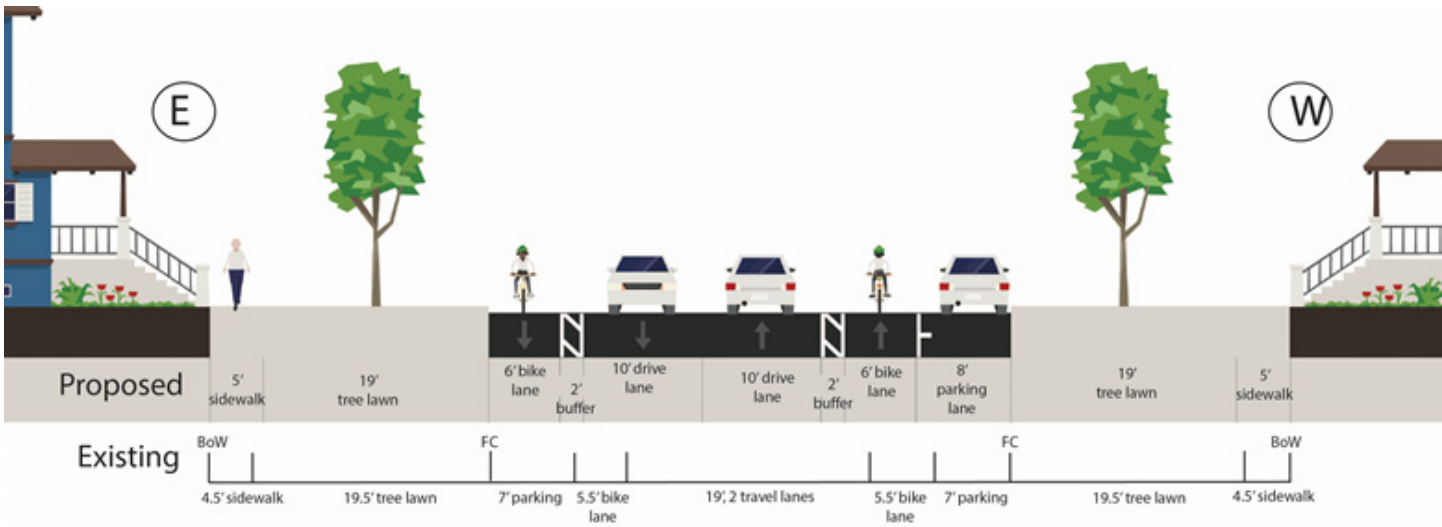 E
W
Proposed
5'
sidewalk
19'
tree lawn
6' bike
lane
2'
buffer
10' drive
lane
10' drive
lane
2'
buffer
6' bike
lane
8'
parking
lane
19'
tree lawn
5'
sidewalk
Existing
BoW
FC
FC
BoW
4.5' sidewalk
19.5' tree lawn
7' parking
5.5' bike
lane
19', 2 travel lanes
5.5' bike
lane
7' parking
19.5' tree lawn
4.5' sidewalk